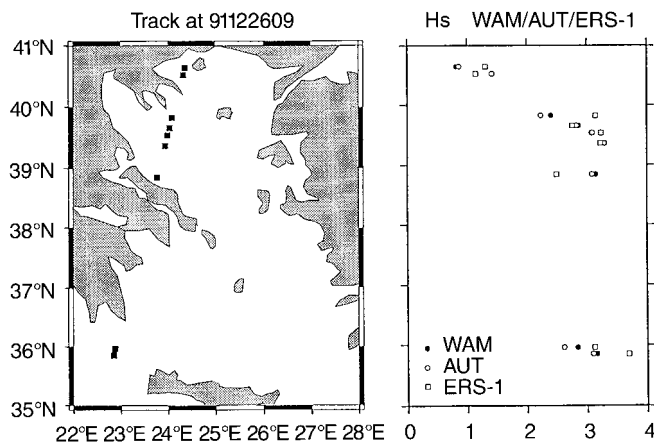 Track at 91122609
Hs WAM/AUT/ERS-1
41°N
40°N
39°N
38°N
37°N
36°N
35°N
22°E 23°E 24°E 25°E 26°E 27°E 28°E
WAM
AUT
ERS-1
0 1 2 3 4